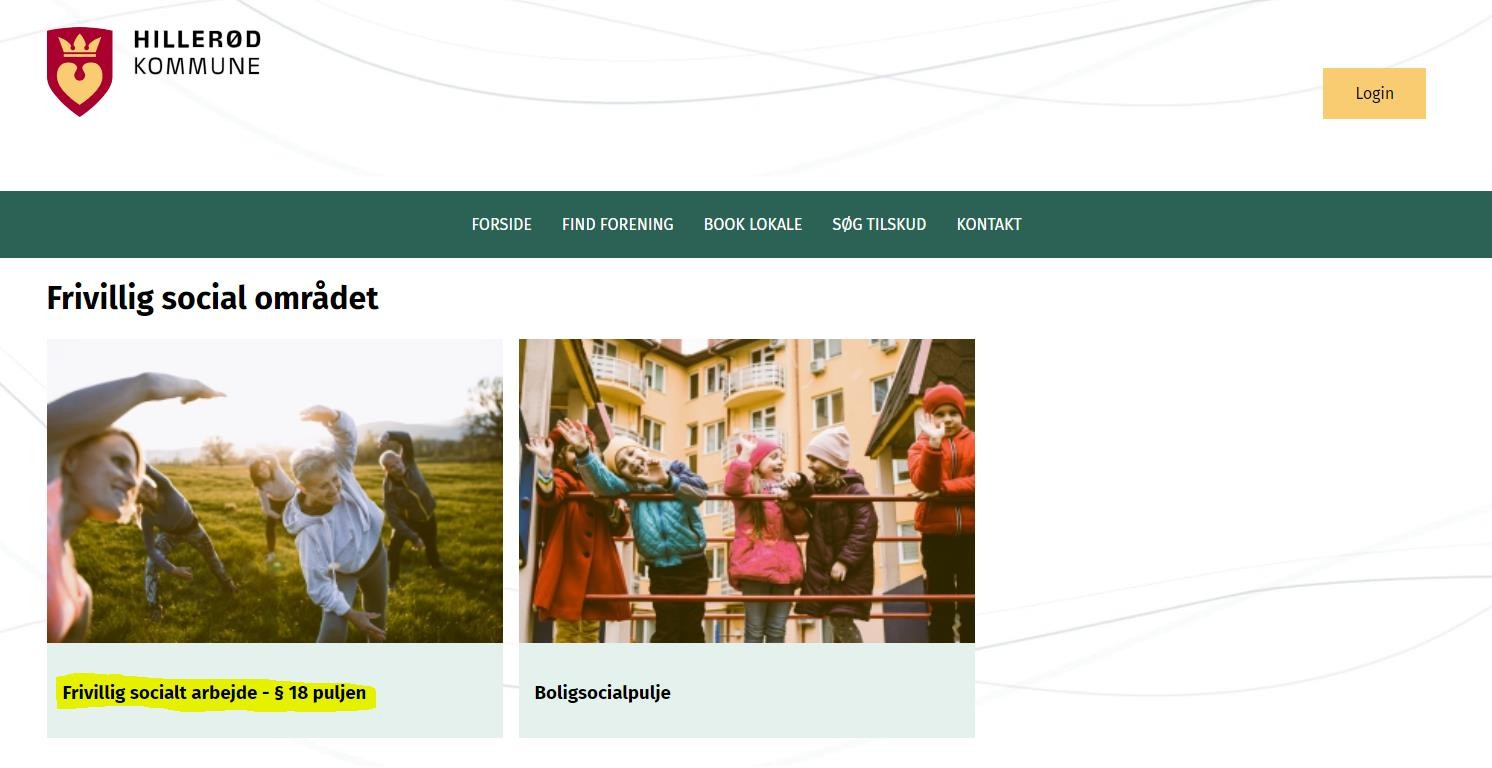 HILLERØD
KOMMUNE
Login
FORSIDE FIND FORENING BOOK LOKALE SØG TILSKUD KONTAKT
Frivillig social området
Frivillig socialt arbejde - § 18 puljen
Boligsocialpulje